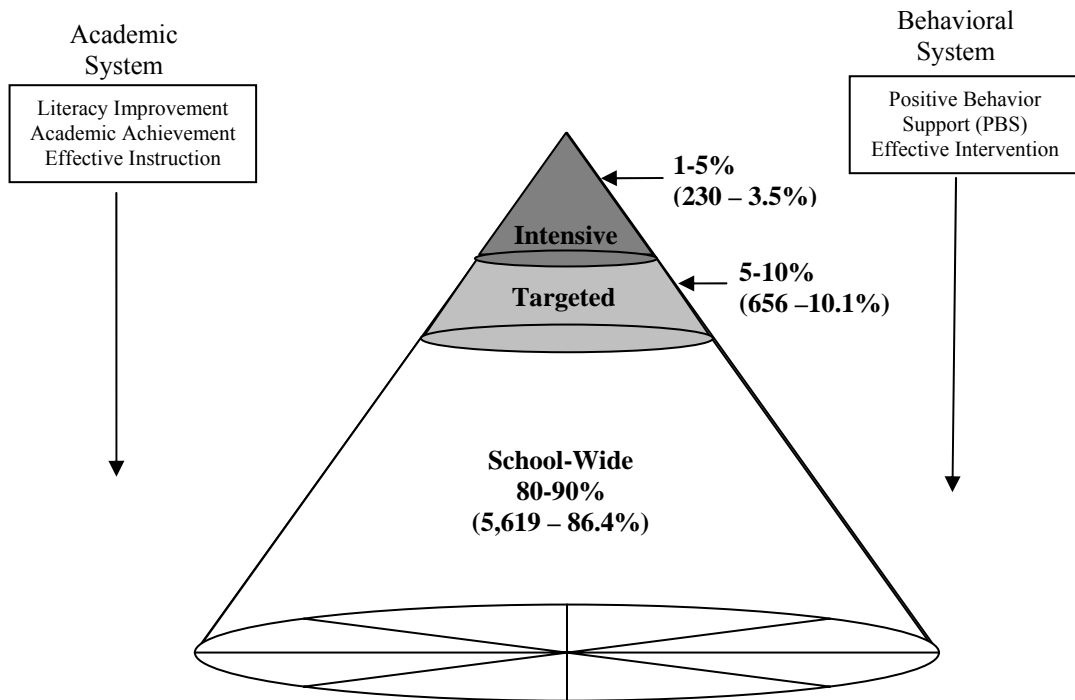 Academic
System
Literacy Improvement
Academic Achievement
Effective Instruction
Behavioral
System
Positive Behavior
Support (PBS)
Effective Intervention
1-5%
(230 – 3.5%)
Intensive
5-10%
(656 –10.1%)
Targeted
School-Wide
80-90%
(5,619 – 86.4%)